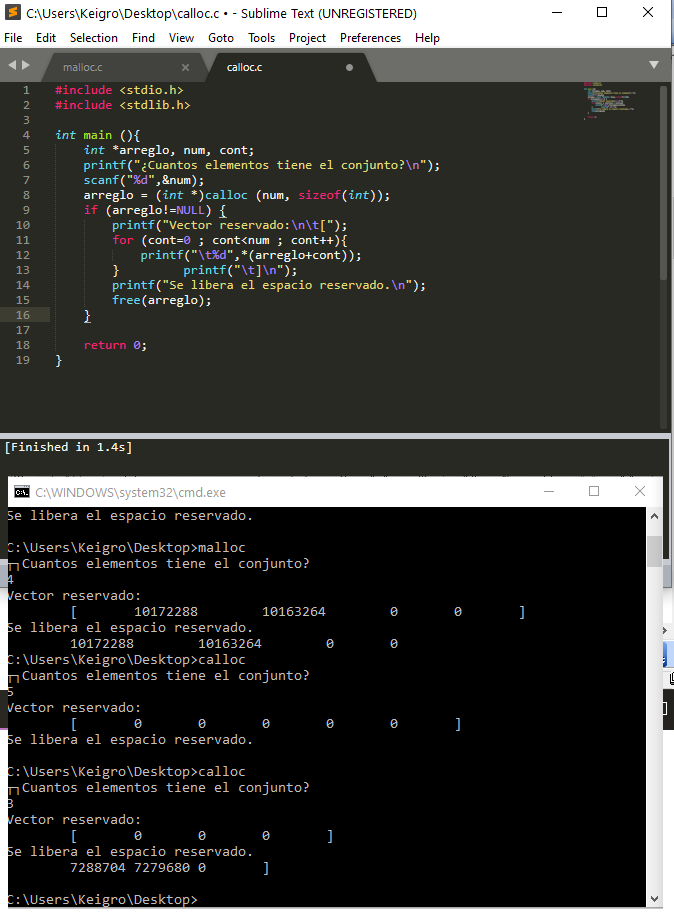 C:\Users\Keigro\Desktop\calloc.c • - Sublime Text (UNREGISTERED)
File Edit Selection Find View Goto Tools Project Preferences Help
malloc.c × calloc.c
1 #include <stdio.h>
2 #include <stdlib.h>
3
4 int main (){
5 int *arreglo, num, cont;
6 printf("¿Cuantos elementos tiene el conjunto?\n");
7 scanf("%d",&num);
8 arreglo = (int *)calloc (num, sizeof(int));
9 if (arreglo!=NULL) {
10 printf("Vector reservado:\n\t[");
11 for (cont=0 ; cont<num ; cont++){
12 printf("\t%d",*(arreglo+cont));
13 } printf("\t]\n");
14 printf("Se libera el espacio reservado.\n");
15 free(arreglo);
16 }
17
18 return 0;
19 }
[Finished in 1.4s]
C:\WINDOWS\system32\cmd.exe
Se libera el espacio reservado.
C:\Users\Keigro\Desktop>malloc
┬┐Cuantos elementos tiene el conjunto?
4
Vector reservado:
[ 10172288 10163264 0 0 ]
Se libera el espacio reservado.
10172288 10163264 0 0
C:\Users\Keigro\Desktop>calloc
┬┐Cuantos elementos tiene el conjunto?
5
Vector reservado:
[ 0 0 0 0 0 ]
Se libera el espacio reservado.
C:\Users\Keigro\Desktop>calloc
┬┐Cuantos elementos tiene el conjunto?
3
Vector reservado:
[ 0 0 0 ]
Se libera el espacio reservado.
7288704 7279680 0 ]
C:\Users\Keigro\Desktop>